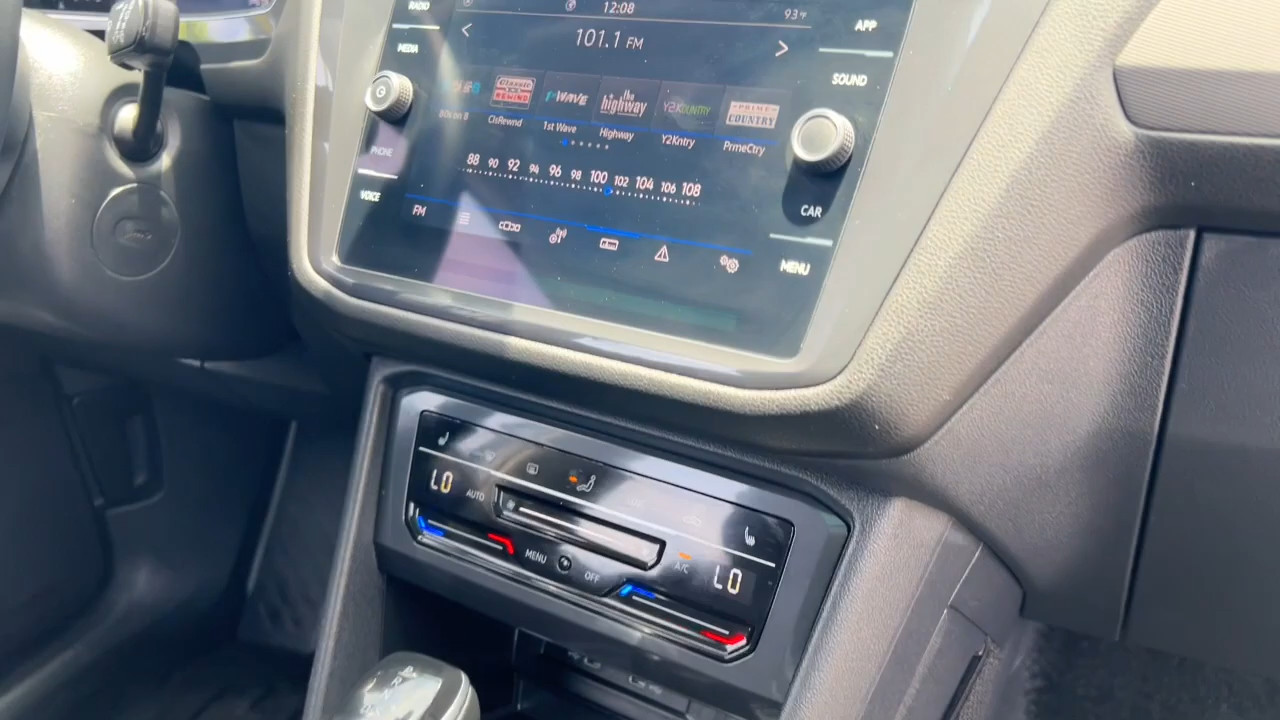 RADIO
12:08
93°F
APP
101.1 FM
MEDIA
SOUND
Classic REWIND
1st WAVE
the highway
Y2KOUNTRY
PRIME COUNTRY
80s on 8
ClsRewnd
1st Wave
Highway
Y2Kntry
PrmeCtry
PHONE
88 90 92 94 96 98 100 102 104 106 108
VOICE
FM
CAR
MENU
LO
AUTO
MENU
OFF
A/C
LO
P
R
N